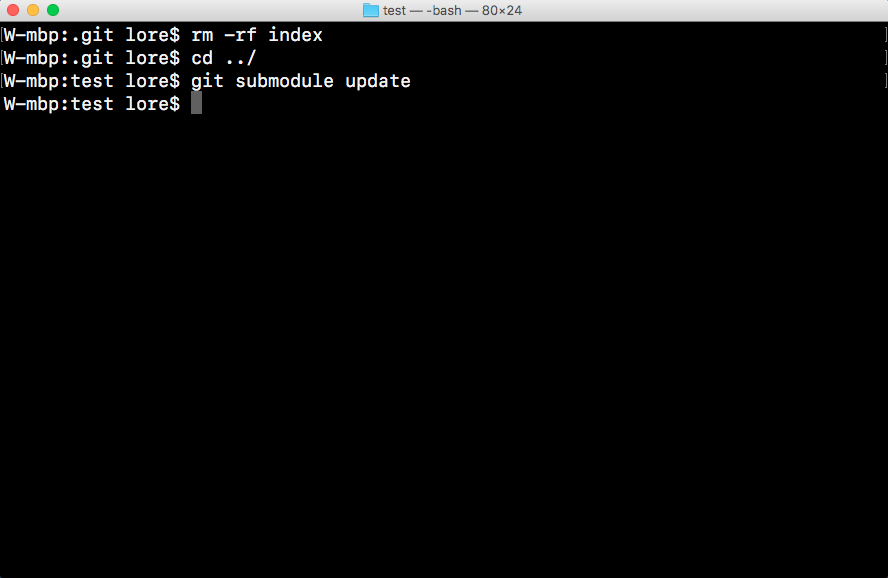 test — -bash — 80×24
[W-mbp:.git lore$ rm -rf index ]
[W-mbp:.git lore$ cd ../ ]
[W-mbp:test lore$ git submodule update ]
W-mbp:test lore$